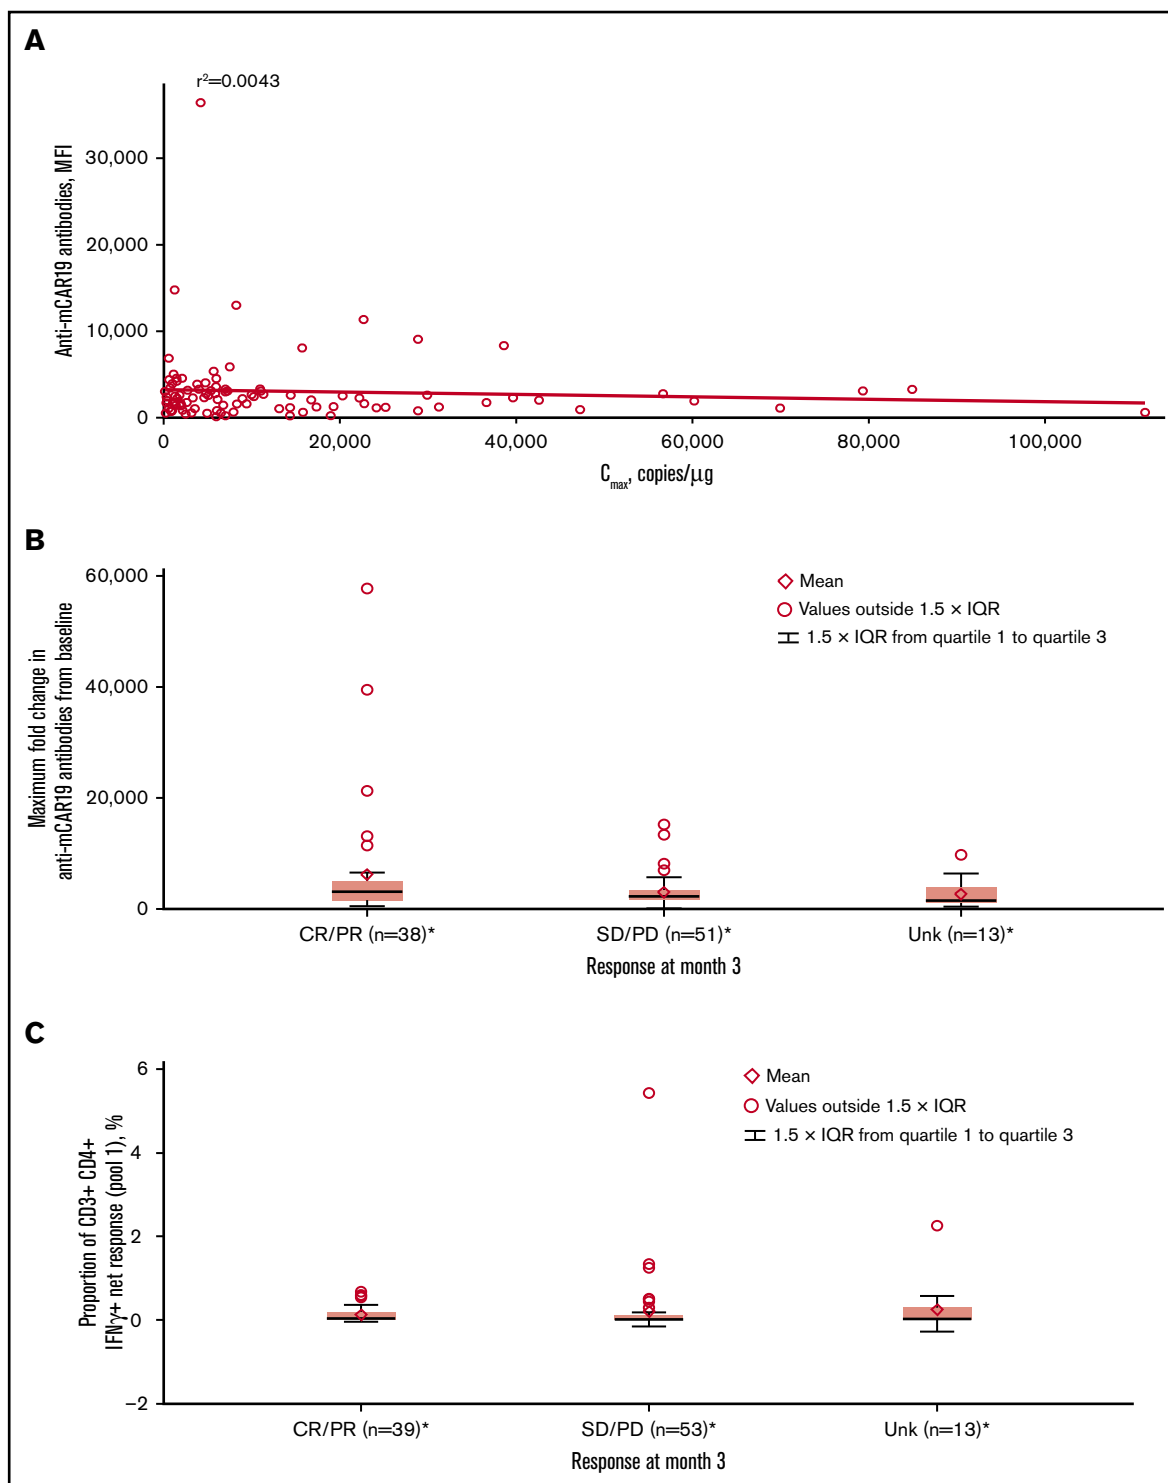 A
r²=0.0043
Anti-mCAR19 antibodies, MFI
30,000
20,000
10,000
0
0 20,000 40,000 60,000 80,000 100,000
Cmax, copies/μg
B
Maximum fold change in
anti-mCAR19 antibodies from baseline
60,000
40,000
20,000
0
Mean
Values outside 1.5 × IQR
1.5 × IQR from quartile 1 to quartile 3
CR/PR (n=38)* SD/PD (n=51)* Unk (n=13)*
Response at month 3
C
Proportion of CD3+ CD4+
IFNγ+ net response (pool 1), %
6
4
2
0
−2
Mean
Values outside 1.5 × IQR
1.5 × IQR from quartile 1 to quartile 3
CR/PR (n=39)* SD/PD (n=53)* Unk (n=13)*
Response at month 3